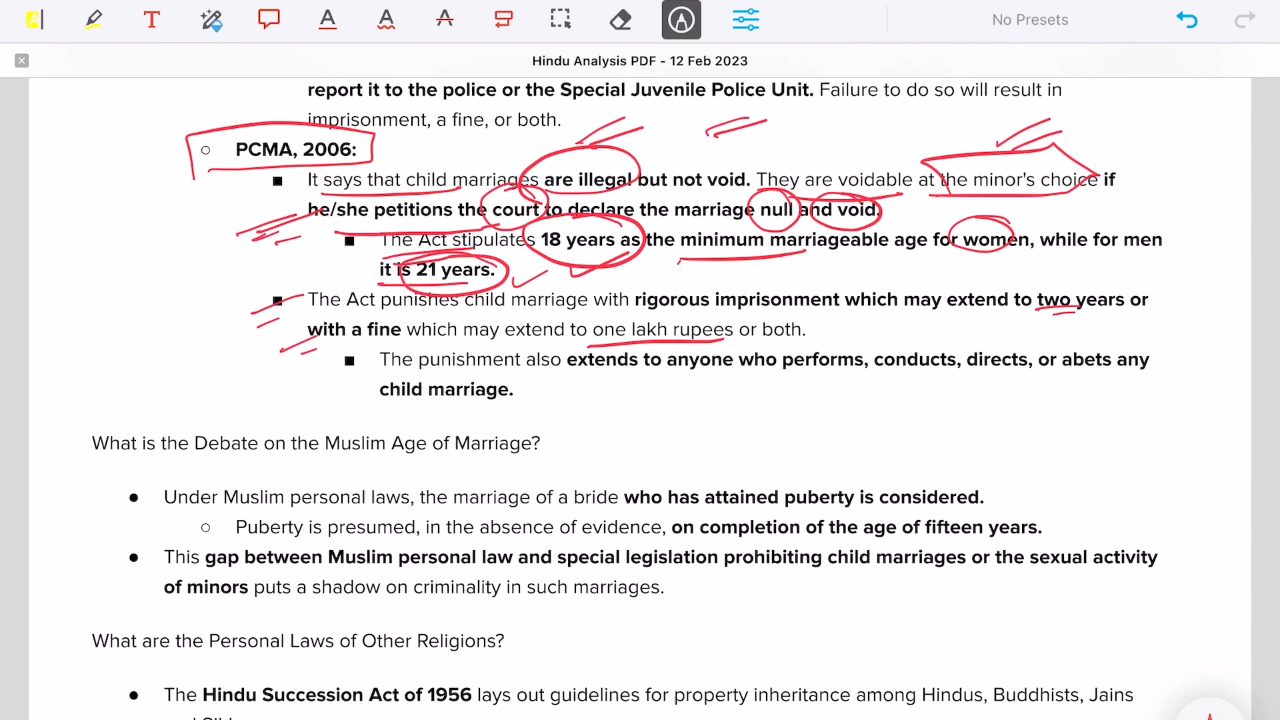 T
A
A
A
No Presets
Hindu Analysis PDF - 12 Feb 2023
report it to the police or the Special Juvenile Police Unit. Failure to do so will result in
imprisonment, a fine, or both.
○ PCMA, 2006:
■ It says that child marriages are illegal but not void. They are voidable at the minor's choice if
he/she petitions the court to declare the marriage null and void.
■ The Act stipulates 18 years as the minimum marriageable age for women, while for men
it is 21 years.
■ The Act punishes child marriage with rigorous imprisonment which may extend to two years or
with a fine which may extend to one lakh rupees or both.
■ The punishment also extends to anyone who performs, conducts, directs, or abets any
child marriage.
What is the Debate on the Muslim Age of Marriage?
● Under Muslim personal laws, the marriage of a bride who has attained puberty is considered.
○ Puberty is presumed, in the absence of evidence, on completion of the age of fifteen years.
● This gap between Muslim personal law and special legislation prohibiting child marriages or the sexual activity
of minors puts a shadow on criminality in such marriages.
What are the Personal Laws of Other Religions?
● The Hindu Succession Act of 1956 lays out guidelines for property inheritance among Hindus, Buddhists, Jains